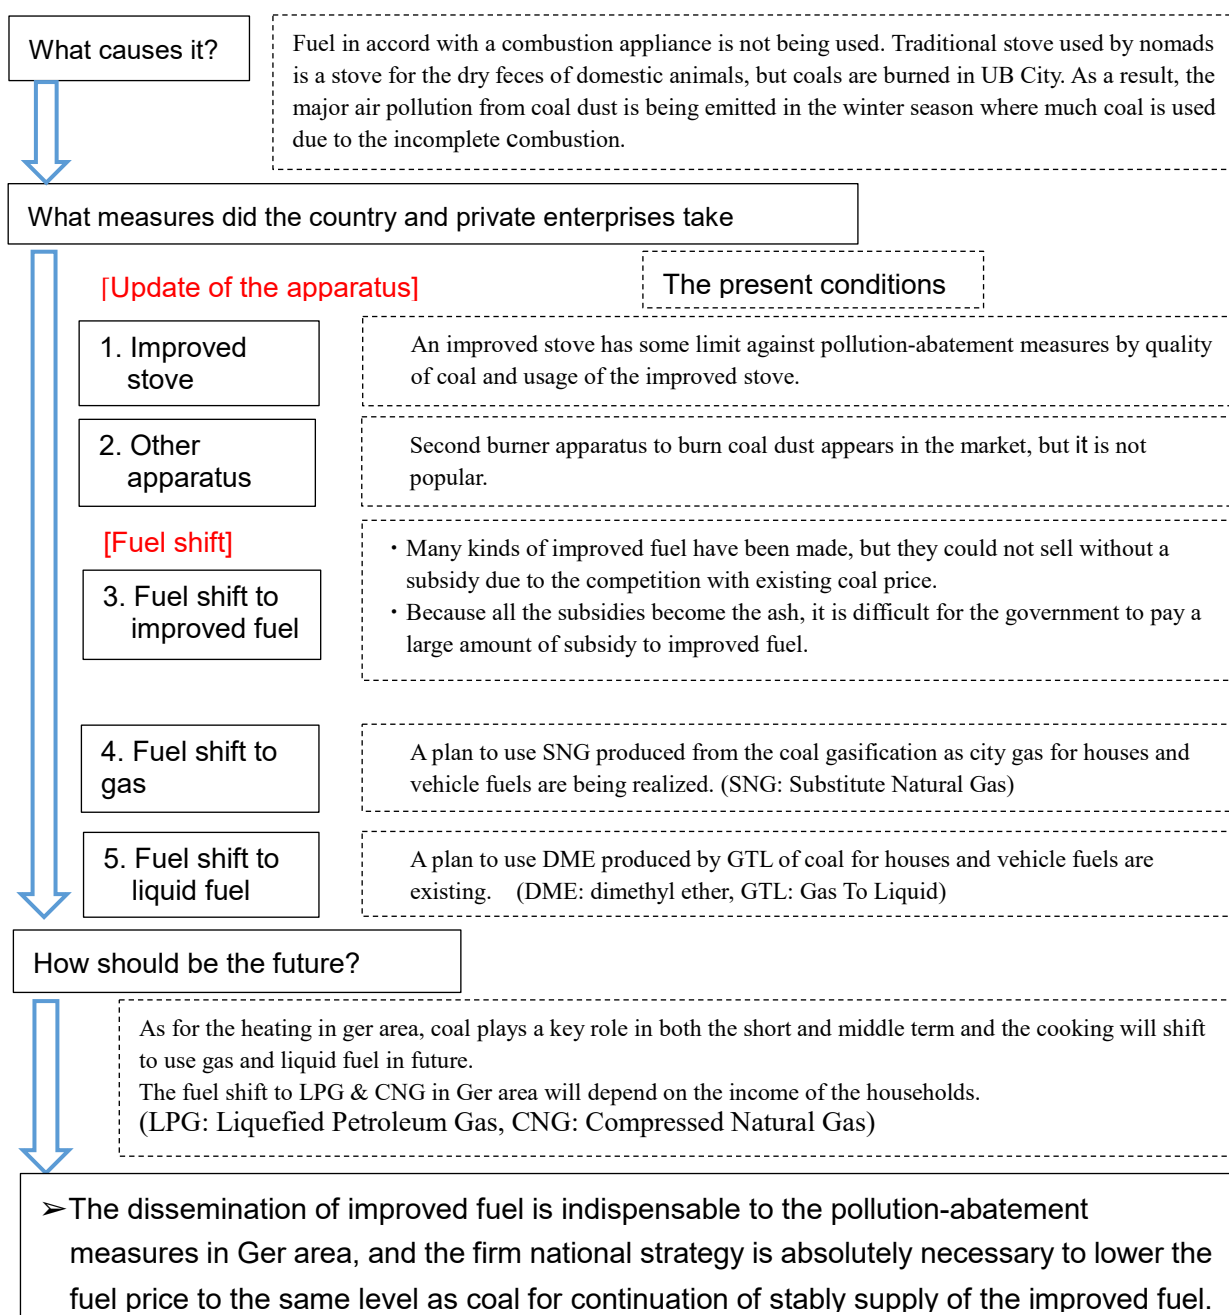 What causes it?
Fuel in accord with a combustion appliance is not being used. Traditional stove used by nomads
is a stove for the dry feces of domestic animals, but coals are burned in UB City. As a result, the
major air pollution from coal dust is being emitted in the winter season where much coal is used
due to the incomplete combustion.
What measures did the country and private enterprises take
[Update of the apparatus]
The present conditions
1. Improved
stove
An improved stove has some limit against pollution-abatement measures by quality
of coal and usage of the improved stove.
2. Other
apparatus
Second burner apparatus to burn coal dust appears in the market, but it is not
popular.
[Fuel shift]
3. Fuel shift to
improved fuel
・Many kinds of improved fuel have been made, but they could not sell without a
subsidy due to the competition with existing coal price.
・Because all the subsidies become the ash, it is difficult for the government to pay a
large amount of subsidy to improved fuel.
4. Fuel shift to
gas
A plan to use SNG produced from the coal gasification as city gas for houses and
vehicle fuels are being realized. (SNG: Substitute Natural Gas)
5. Fuel shift to
liquid fuel
A plan to use DME produced by GTL of coal for houses and vehicle fuels are
existing. (DME: dimethyl ether, GTL: Gas To Liquid)
How should be the future?
As for the heating in ger area, coal plays a key role in both the short and middle term and the cooking will shift
to use gas and liquid fuel in future.
The fuel shift to LPG & CNG in Ger area will depend on the income of the households.
(LPG: Liquefied Petroleum Gas, CNG: Compressed Natural Gas)
➢The dissemination of improved fuel is indispensable to the pollution-abatement
measures in Ger area, and the firm national strategy is absolutely necessary to lower the
fuel price to the same level as coal for continuation of stably supply of the improved fuel.